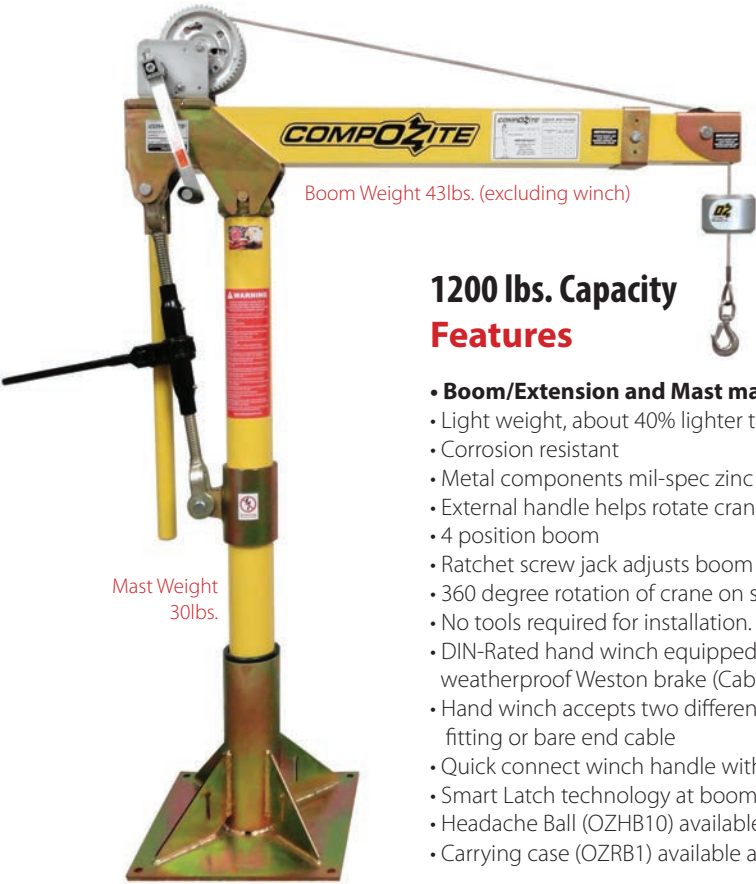 COMPOZITE
Boom Weight 43lbs. (excluding winch)
OZ
WARNING
Mast Weight
30lbs.
1200 lbs. Capacity
Features
• Boom/Extension and Mast ma
• Light weight, about 40% lighter t
• Corrosion resistant
• Metal components mil-spec zinc
• External handle helps rotate cran
• 4 position boom
• Ratchet screw jack adjusts boom
• 360 degree rotation of crane on s
• No tools required for installation.
• DIN-Rated hand winch equipped
weatherproof Weston brake (Cab
• Hand winch accepts two differen
fitting or bare end cable
• Quick connect winch handle with
• Smart Latch technology at boom
• Headache Ball (OZHB10) available
• Carrying case (OZRB1) available a